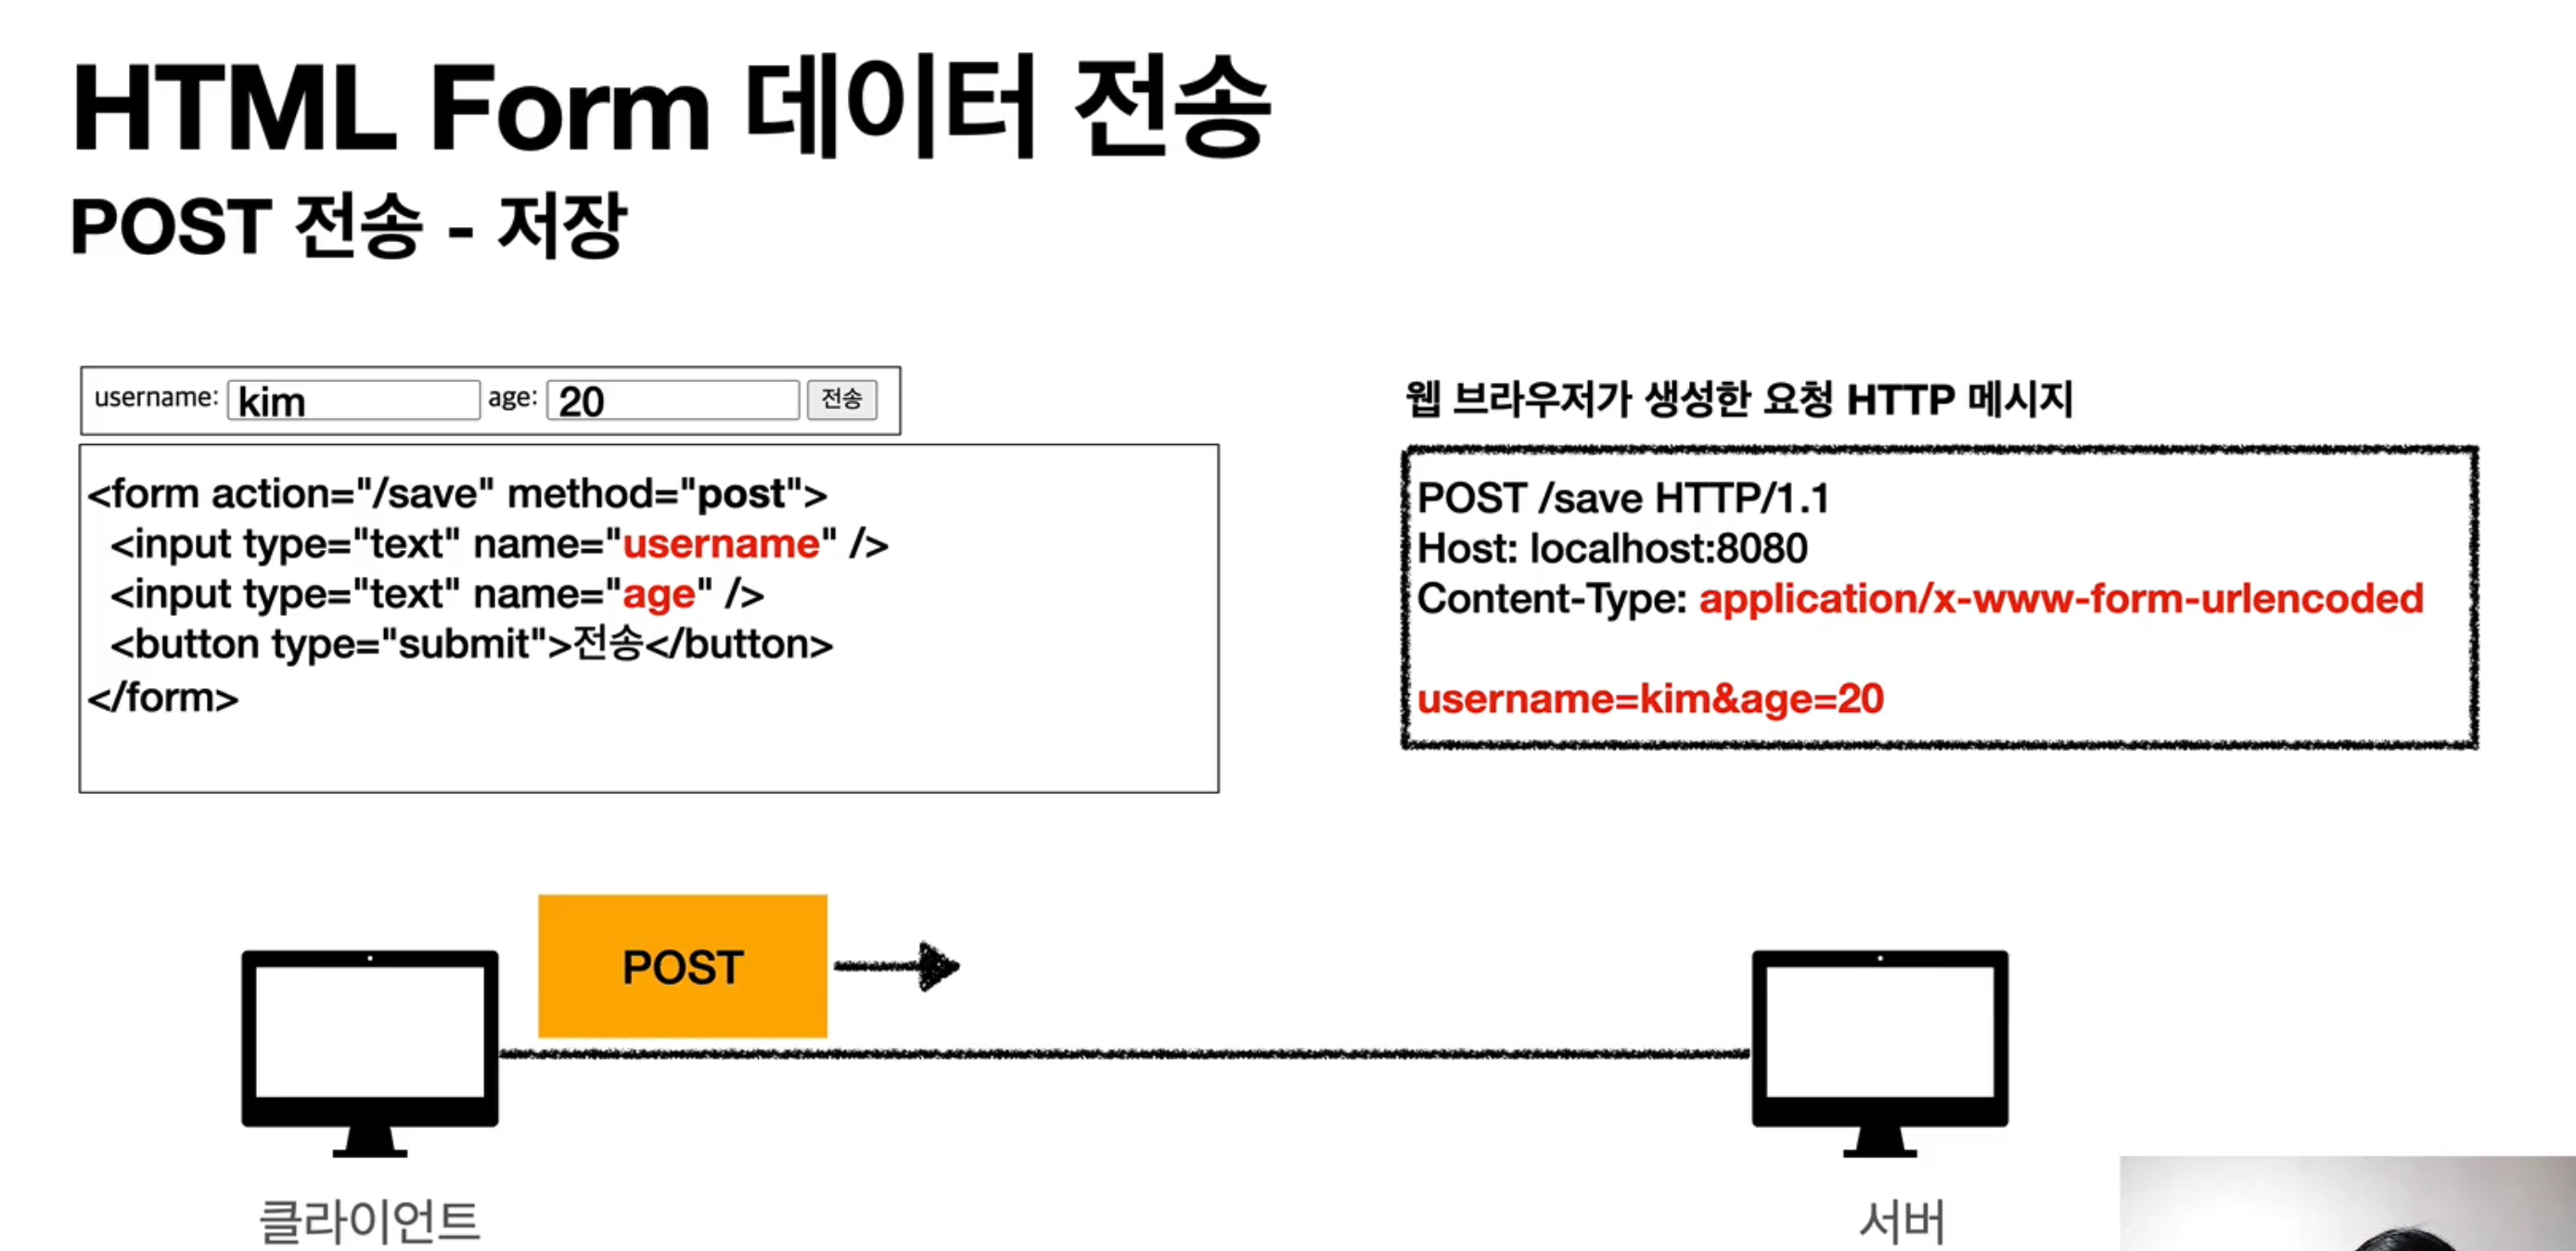 HTML Form 데이터 전송
POST 전송 - 저장
username: kim age: 20 전송
<form action="/save" method="post">
<input type="text" name="username" />
<input type="text" name="age" />
<button type="submit">전송</button>
</form>
웹 브라우저가 생성한 요청 HTTP 메시지
POST /save HTTP/1.1
Host: localhost:8080
Content-Type: application/x-www-form-urlencoded
username=kim&age=20
POST
클라이언트
서버